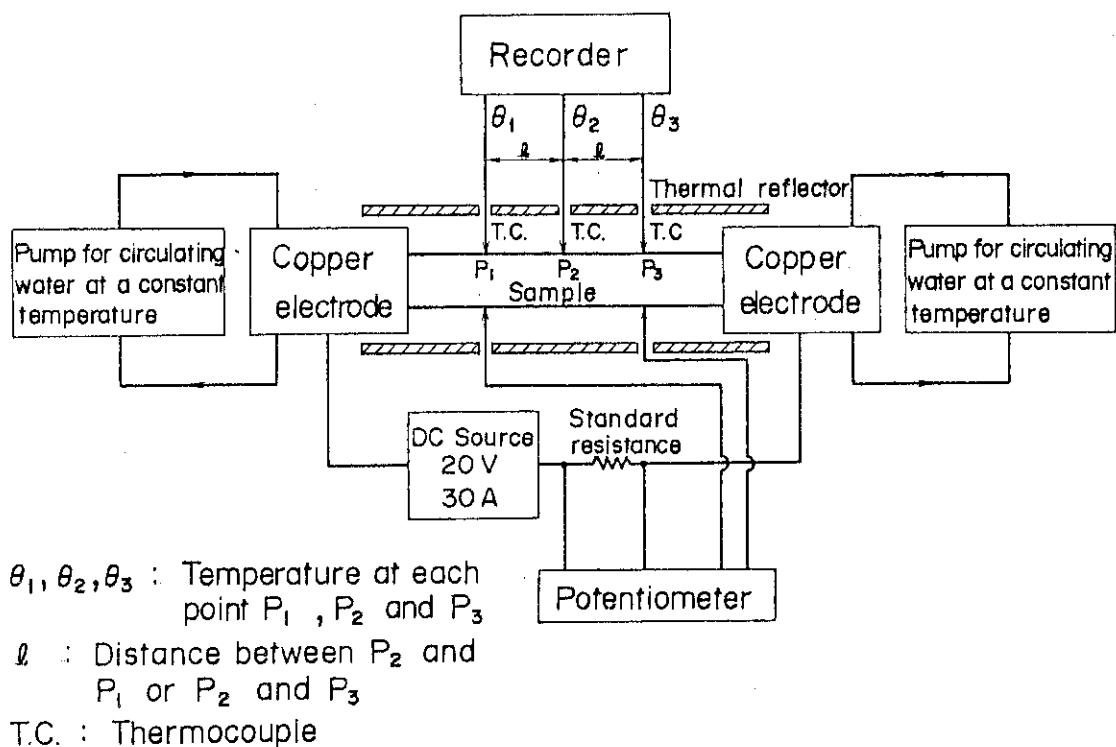 Recorder
θ₁ θ₂ θ₃
ℓ ℓ
Thermal reflector
T.C. T.C. T.C
Pump for circulating
water at a constant
temperature
Copper
electrode
P₁ P₂ P₃
Sample
Copper
electrode
Pump for circulating
water at a constant
temperature
DC Source
20 V
30 A
Standard
resistance
Potentiometer
θ₁, θ₂, θ₃ : Temperature at each
point P₁ , P₂ and P₃
ℓ : Distance between P₂ and
P₁ or P₂ and P₃
T.C. : Thermocouple